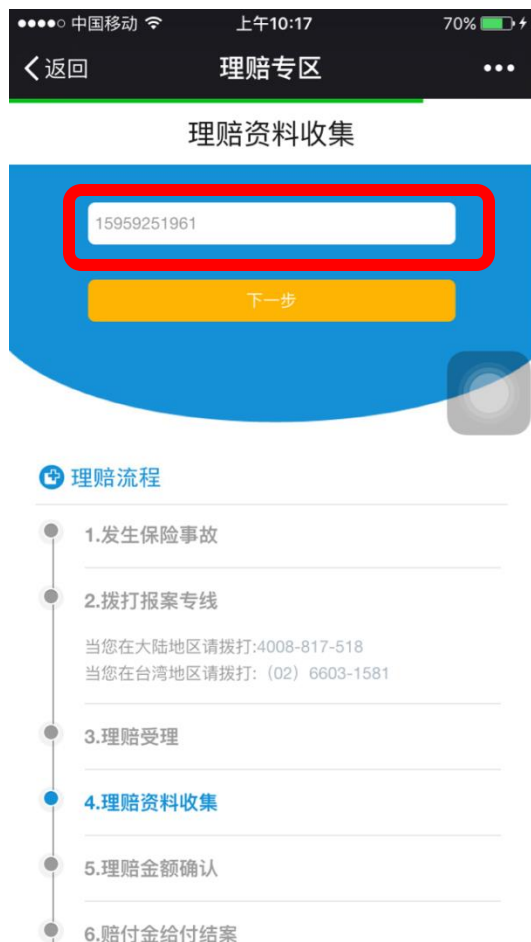 中国移动 上午10:17 70%
返回 理赔专区
理赔资料收集
15959251961
下一步
理赔流程
1.发生保险事故
2.拨打报案专线
当您在大陆地区请拨打:4008-817-518
当您在台湾地区请拨打:（02）6603-1581
3.理赔受理
4.理赔资料收集
5.理赔金额确认
6.赔付金给付结案